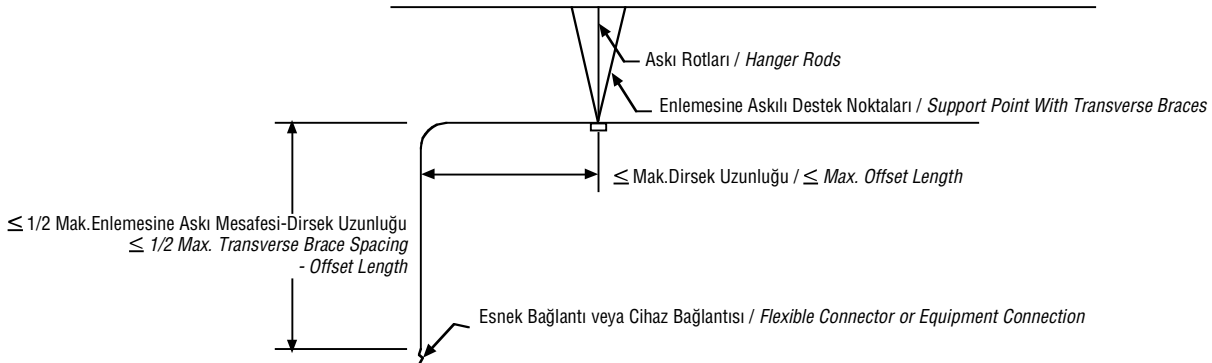 Askı Rotları / Hanger Rods
Enlemesine Askılı Destek Noktaları / Support Point With Transverse Braces
≤ Mak.Dirsek Uzunluğu / ≤ Max. Offset Length
≤ 1/2 Mak.Enlemesine Askı Mesafesi-Dirsek Uzunluğu
≤ 1/2 Max. Transverse Brace Spacing
- Offset Length
Esnek Bağlantı veya Cihaz Bağlantısı / Flexible Connector or Equipment Connection